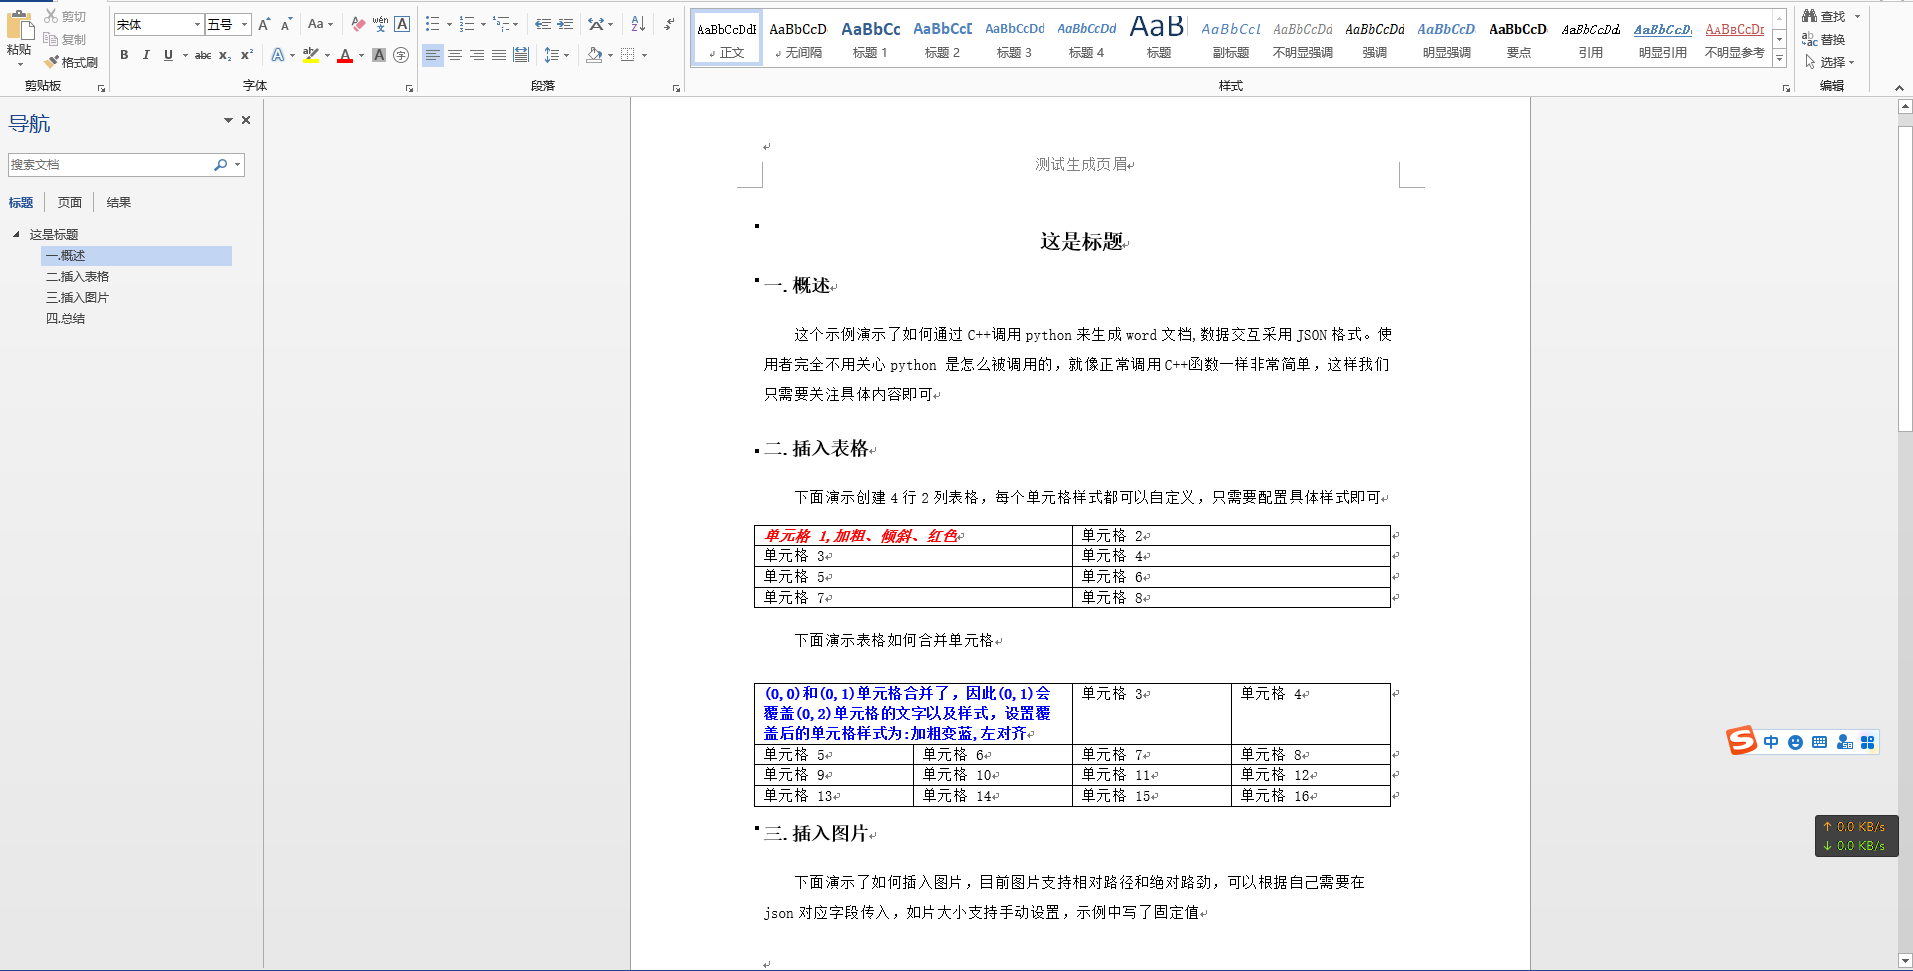 剪切
复制
格式刷
粘贴
剪贴板
宋体 五号
Aa
wén 文 A
B I U abc x₂ x² A ab A A 字
字体
段落
AaBbCcDdE AaBbCcD AaBbCc AaBbCcD AaBbCcDd AaBbCcDd AaB AaBbCcL AaBbCcDd AaBbCcDd AaBbCcD AaBbCcD AaBbCcDd AaBbCcD AaBbCcDd
正文 无间隔 标题 1 标题 2 标题 3 标题 4 标题 副标题 不明显强调 强调 明显强调 要点 引用 明显引用 不明显参考
样式
查找
替换
选择
编辑
导航
搜索文档
标题 页面 结果
这是标题
一.概述
二.插入表格
三.插入图片
四.总结
测试生成页眉
这是标题
一.概述
这个示例演示了如何通过 C++调用 python 来生成 word 文档,数据交互采用 JSON 格式。使
用者完全不用关心 python 是怎么被调用的，就像正常调用 C++函数一样非常简单，这样我们
只需要关注具体内容即可
二.插入表格
下面演示创建 4 行 2 列表格，每个单元格样式都可以自定义，只需要配置具体样式即可
单元格 1,加粗、倾斜、红色 单元格 2
单元格 3 单元格 4
单元格 5 单元格 6
单元格 7 单元格 8
下面演示表格如何合并单元格
(0,0)和(0,1)单元格合并了，因此(0,1)会 单元格 3 单元格 4
覆盖(0,2)单元格的文字以及样式，设置覆
盖后的单元格样式为:加粗变蓝,左对齐
单元格 5 单元格 6 单元格 7 单元格 8
单元格 9 单元格 10 单元格 11 单元格 12
单元格 13 单元格 14 单元格 15 单元格 16
三.插入图片
下面演示了如何插入图片，目前图片支持相对路径和绝对路劲，可以根据自己需要在
json 对应字段传入，如片大小支持手动设置，示例中写了固定值
S 中
↑ 0.0 KB/s
↓ 0.0 KB/s